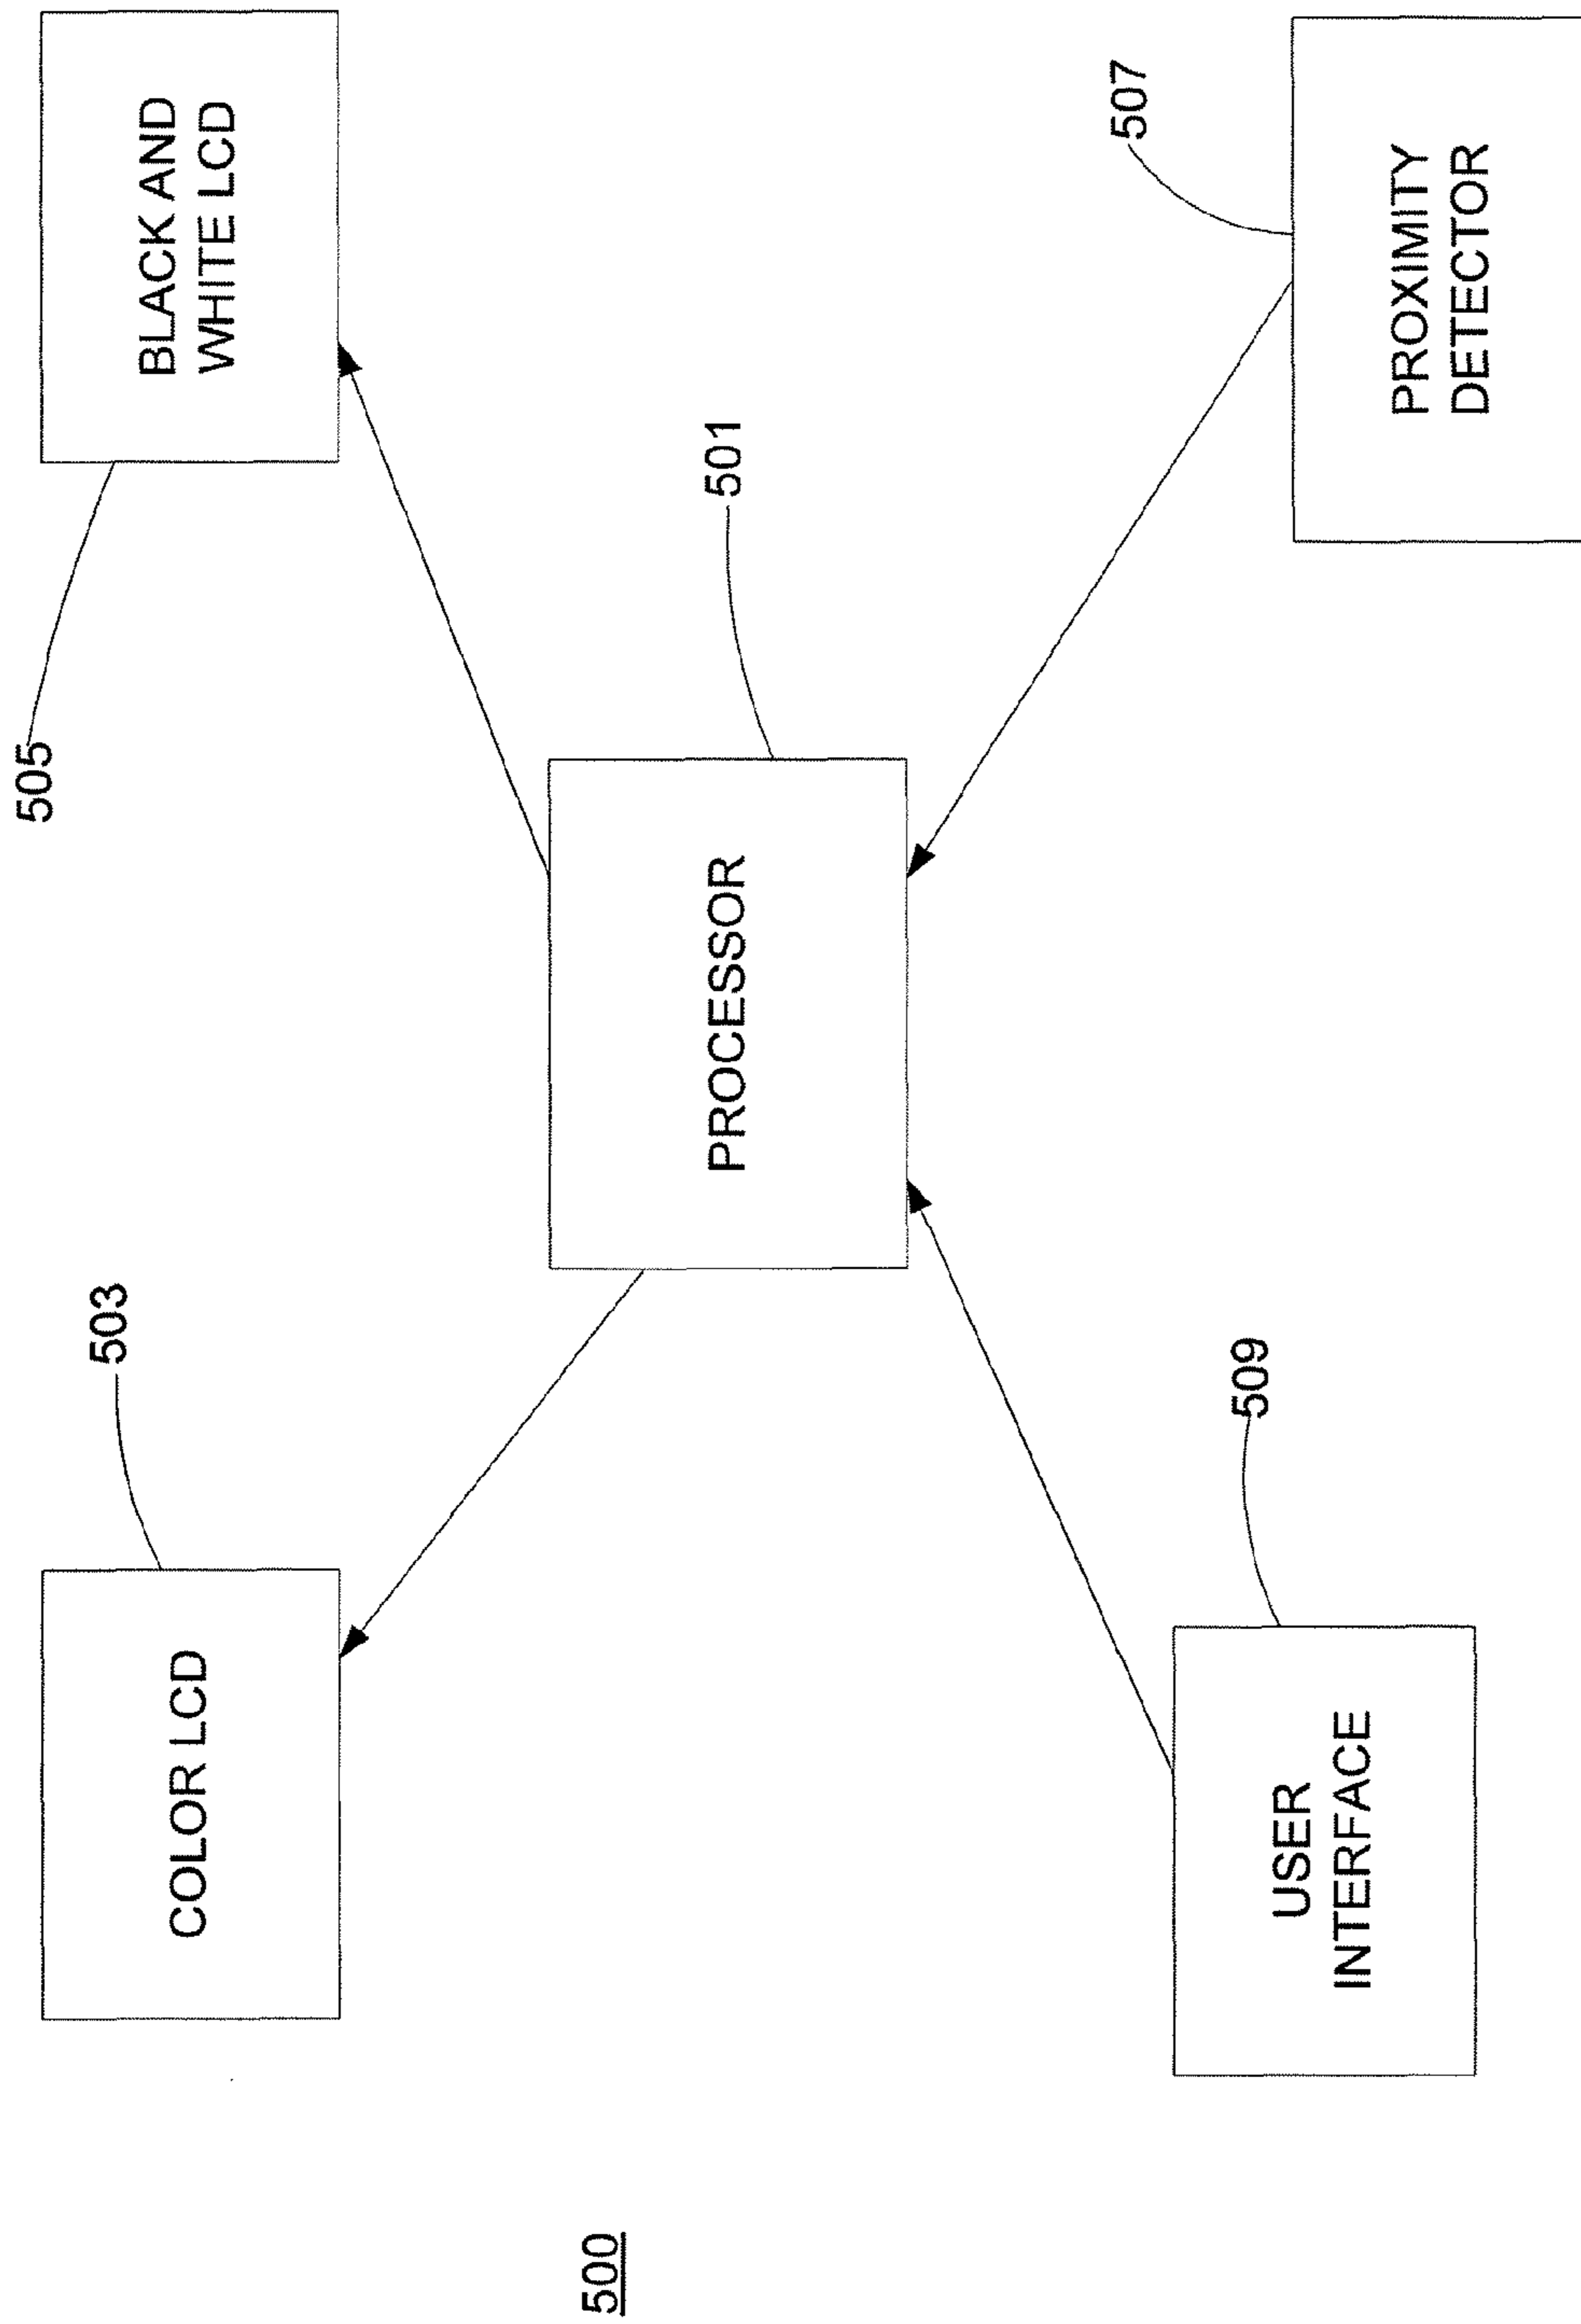 500
503
COLOR LCD
505
BLACK AND
WHITE LCD
501
PROCESSOR
509
USER
INTERFACE
507
PROXIMITY
DETECTOR